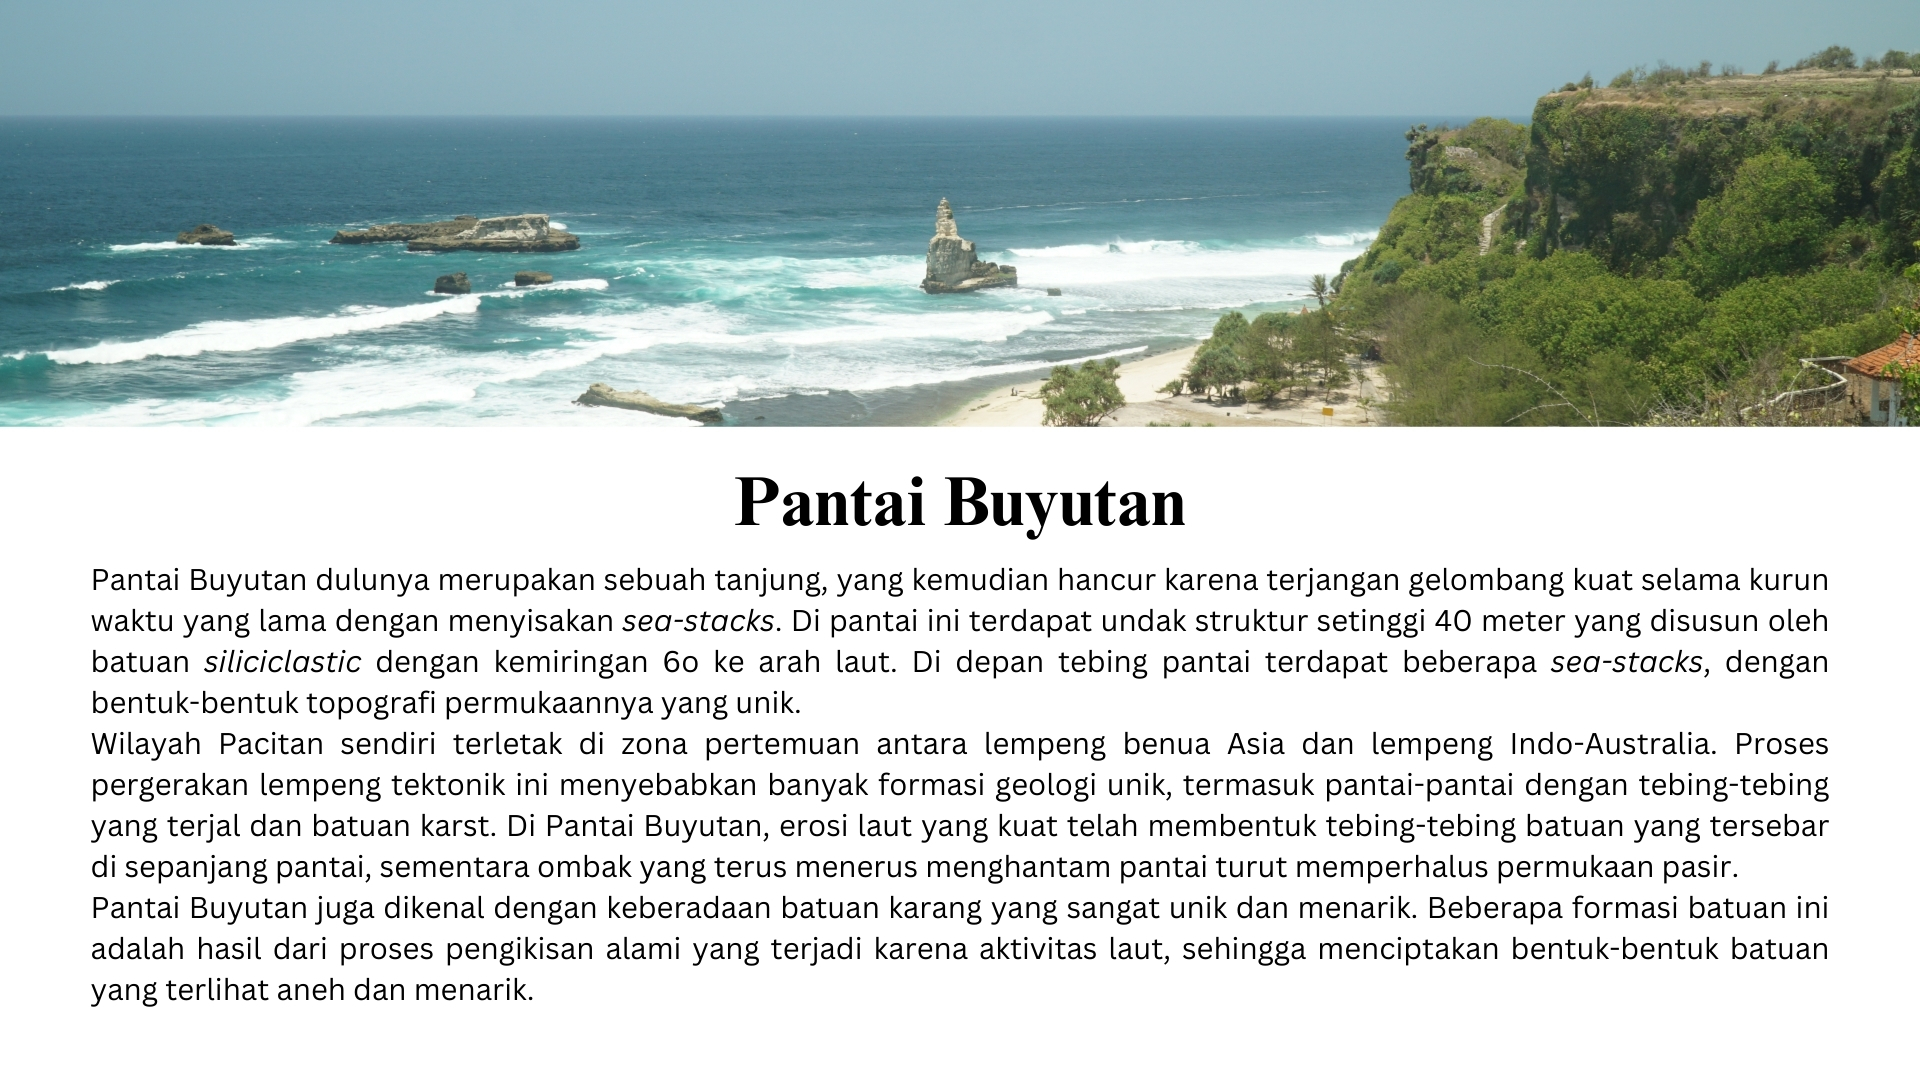 Pantai Buyutan
Pantai Buyutan dulunya merupakan sebuah tanjung, yang kemudian hancur karena terjangan gelombang kuat selama kurun
waktu yang lama dengan menyisakan sea-stacks. Di pantai ini terdapat undak struktur setinggi 40 meter yang disusun oleh
batuan siliciclastic dengan kemiringan 6o ke arah laut. Di depan tebing pantai terdapat beberapa sea-stacks, dengan
bentuk-bentuk topografi permukaannya yang unik.
Wilayah Pacitan sendiri terletak di zona pertemuan antara lempeng benua Asia dan lempeng Indo-Australia. Proses
pergerakan lempeng tektonik ini menyebabkan banyak formasi geologi unik, termasuk pantai-pantai dengan tebing-tebing
yang terjal dan batuan karst. Di Pantai Buyutan, erosi laut yang kuat telah membentuk tebing-tebing batuan yang tersebar
di sepanjang pantai, sementara ombak yang terus menerus menghantam pantai turut memperhalus permukaan pasir.
Pantai Buyutan juga dikenal dengan keberadaan batuan karang yang sangat unik dan menarik. Beberapa formasi batuan ini
adalah hasil dari proses pengikisan alami yang terjadi karena aktivitas laut, sehingga menciptakan bentuk-bentuk batuan
yang terlihat aneh dan menarik.